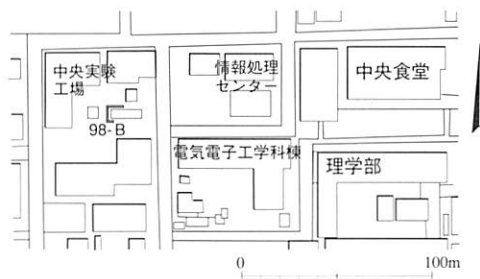 中央実験
工場
98-B
情報処理
センター
中央食堂
電気電子工学科棟
理学部
0
100m